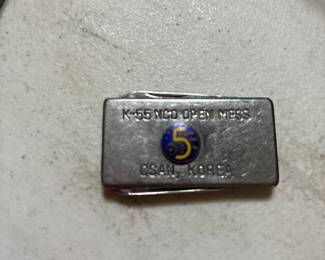 K-55 NCO OPEN MESS
5
OSAN, KOREA